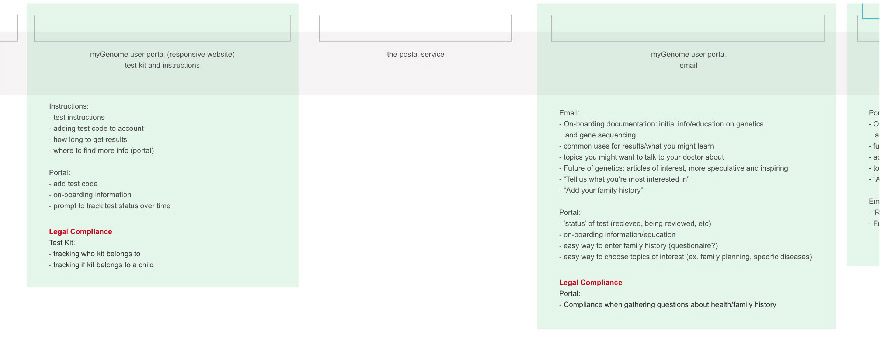 myGenome user portal (responsive website)
test kit and instructions
Instructions:
- test instructions
- adding test code to account
- how long to get results
- where to find more info (portal)
Portal:
- add test code
- on-boarding information
- prompt to track test status over time
Legal Compliance
Test Kit:
- tracking who kit belongs to
- tracking if kit belongs to a child
the postal service
myGenome user portal
email
Email:
- On-boarding documentation: initial info/education on genetics
and gene sequencing
- common uses for results/what you might learn
- topics you might want to talk to your doctor about
- Future of genetics: articles of interest, more speculative and inspiring
- "Tell us what you're most interested in"
- "Add your family history"
Portal:
- 'status' of test (recieved, being reviewed, etc)
- on-boarding information/education
- easy way to enter family history (questionaire?)
- easy way to choose topics of interest (ex. family planning, specific diseases)
Legal Compliance
Portal:
- Compliance when gathering questions about health/family history